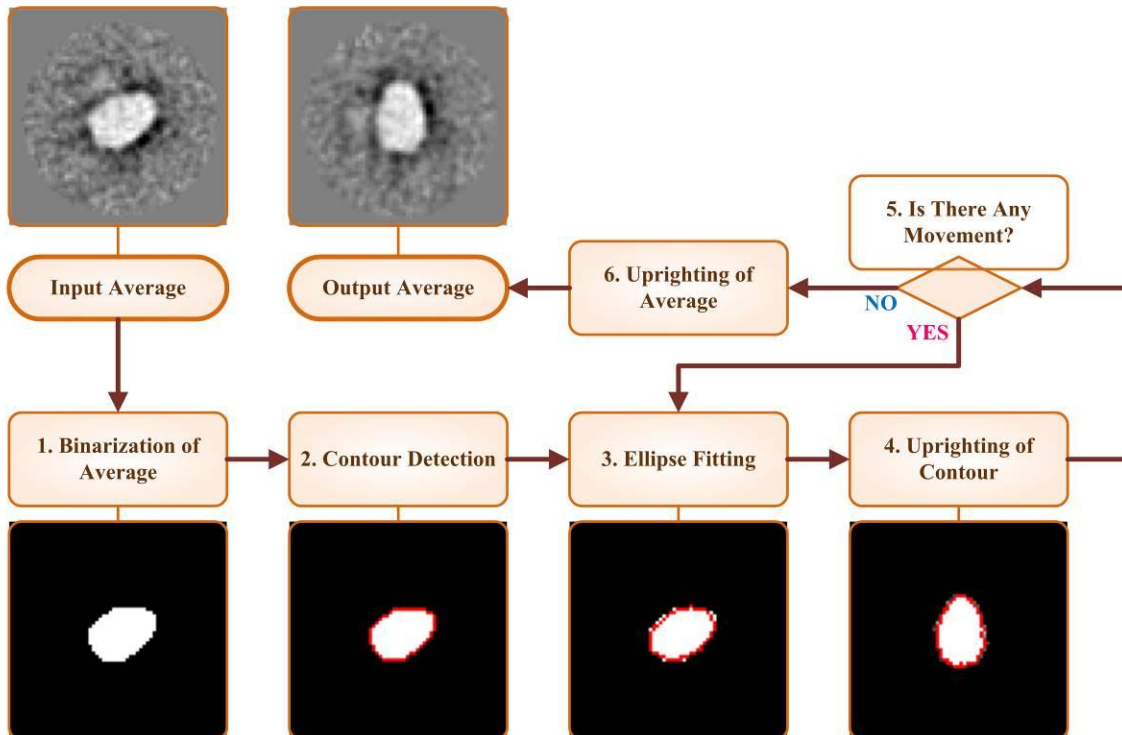 5. Is There Any
Movement?
Input Average
Output Average
6. Uprighting of
Average
NO
YES
1. Binarization of
Average
2. Contour Detection
3. Ellipse Fitting
4. Uprighting of
Contour